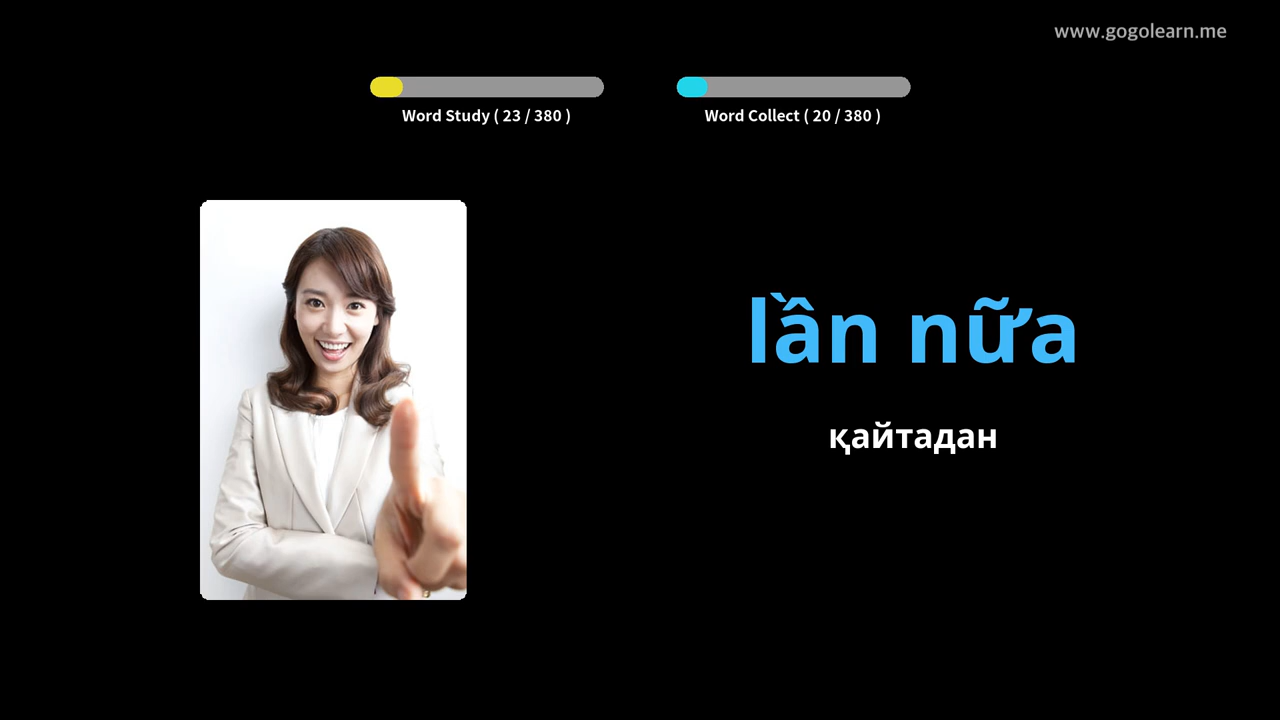 www.gogolearn.me
Word Study ( 23 / 380 )
Word Collect ( 20 / 380 )
lần nữa
қайтадан